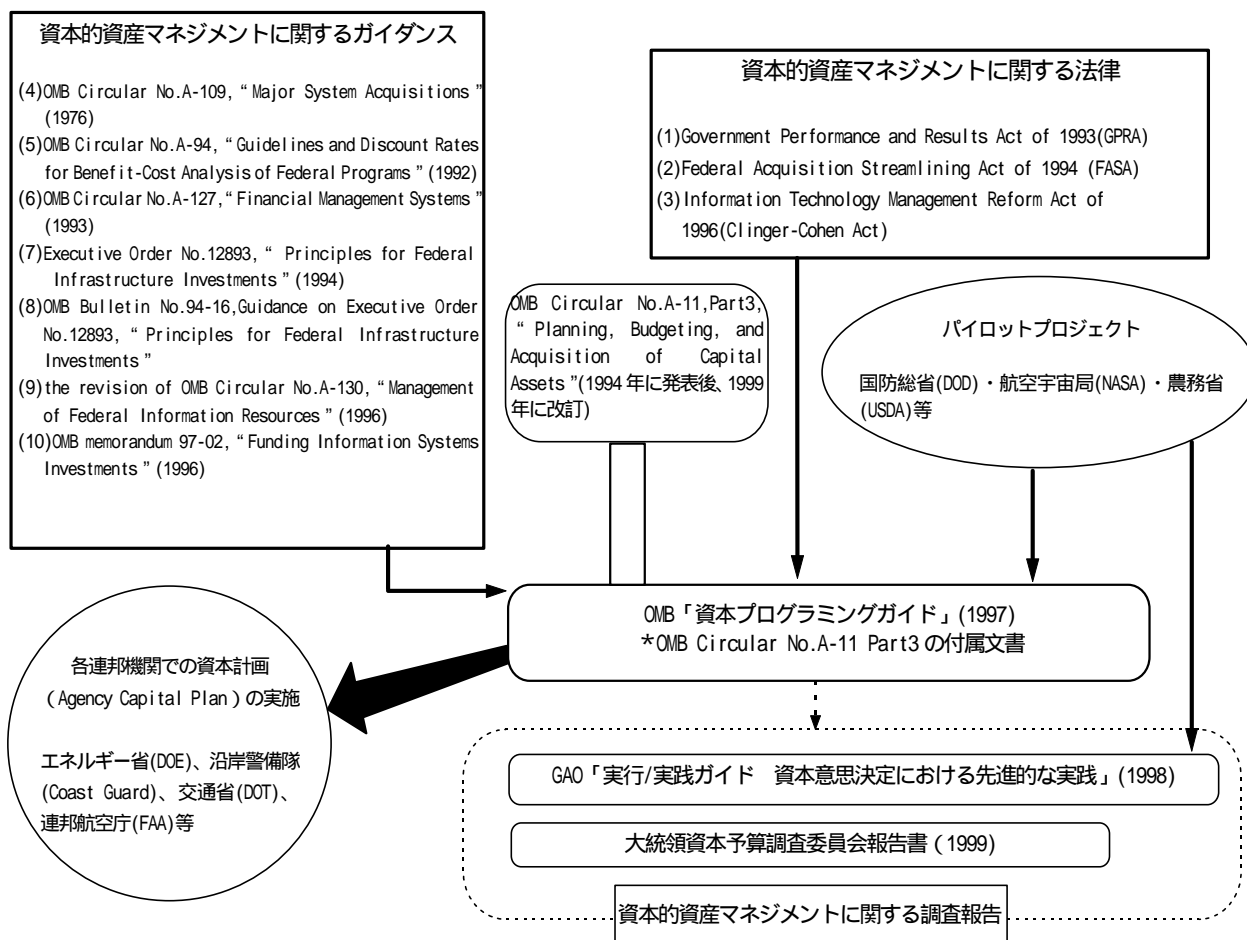 資本的資産マネジメントに関するガイダンス
(4)OMB Circular No.A-109, “Major System Acquisitions”
(1976)
(5)OMB Circular No.A-94, “Guidelines and Discount Rates
for Benefit-Cost Analysis of Federal Programs” (1992)
(6)OMB Circular No.A-127, “Financial Management Systems”
(1993)
(7)Executive Order No.12893, “ Principles for Federal
Infrastructure Investments” (1994)
(8)OMB Bulletin No.94-16,Guidance on Executive Order
No.12893, “Principles for Federal Infrastructure
Investments”
(9)the revision of OMB Circular No.A-130, “Management
of Federal Information Resources” (1996)
(10)OMB memorandum 97-02, “Funding Information Systems
Investments” (1996)
資本的資産マネジメントに関する法律
(1)Government Performance and Results Act of 1993(GPRA)
(2)Federal Acquisition Streamlining Act of 1994 (FASA)
(3)Information Technology Management Reform Act of
1996(Clinger-Cohen Act)
OMB Circular No.A-11,Part3,
“ Planning, Budgeting, and
Acquisition of Capital
Assets”(1994年に発表後、1999
年に改訂)
パイロットプロジェクト
国防総省(DOD)・航空宇宙局(NASA)・農務省
(USDA)等
OMB「資本プログラミングガイド」(1997)
*OMB Circular No.A-11 Part3 の付属文書
各連邦機関での資本計画
(Agency Capital Plan)の実施
エネルギー省(DOE)、沿岸警備隊
(Coast Guard)、交通省(DOT)、
連邦航空庁(FAA)等
GAO「実行/実践ガイド　資本意思決定における先進的な実践」(1998)
大統領資本予算調査委員会報告書(1999)
資本的資産マネジメントに関する調査報告